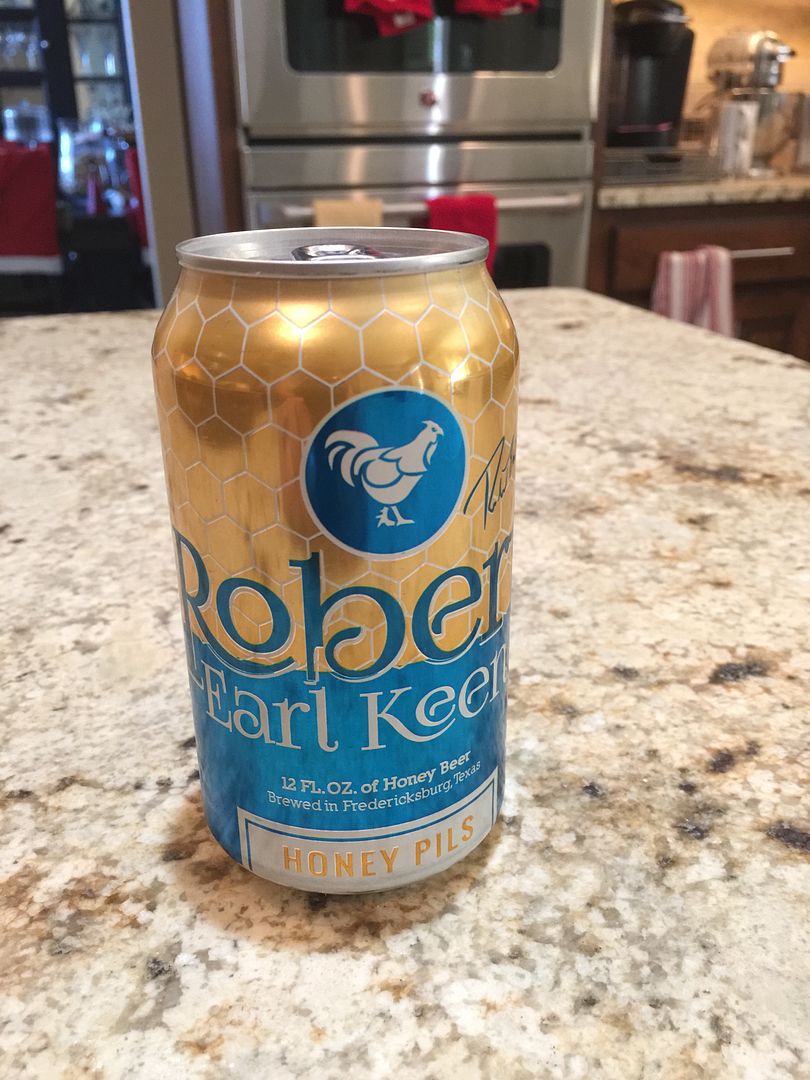 Rober
Earl Keen
12 FL. OZ. of Honey Beer
Brewed in Fredericksburg, Texas
HONEY PILS